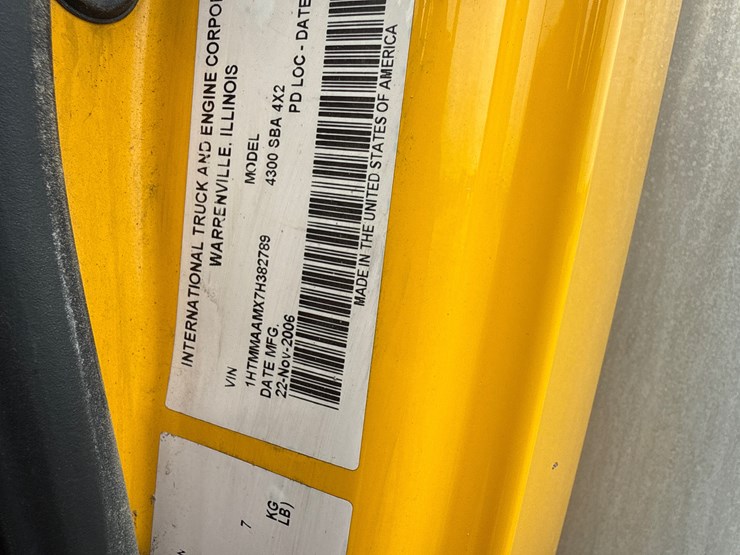 INTERNATIONAL TRUCK AND ENGINE
WARRENVILLE, ILLINOIS
VIN MODEL
1HTMMAAMX7H382789 4300 SBA 4X2
DATE MFG. PD LOC - DATE
22-Nov-2006
MADE IN THE UNITED STATES OF AMERICA
7
KG
LB)